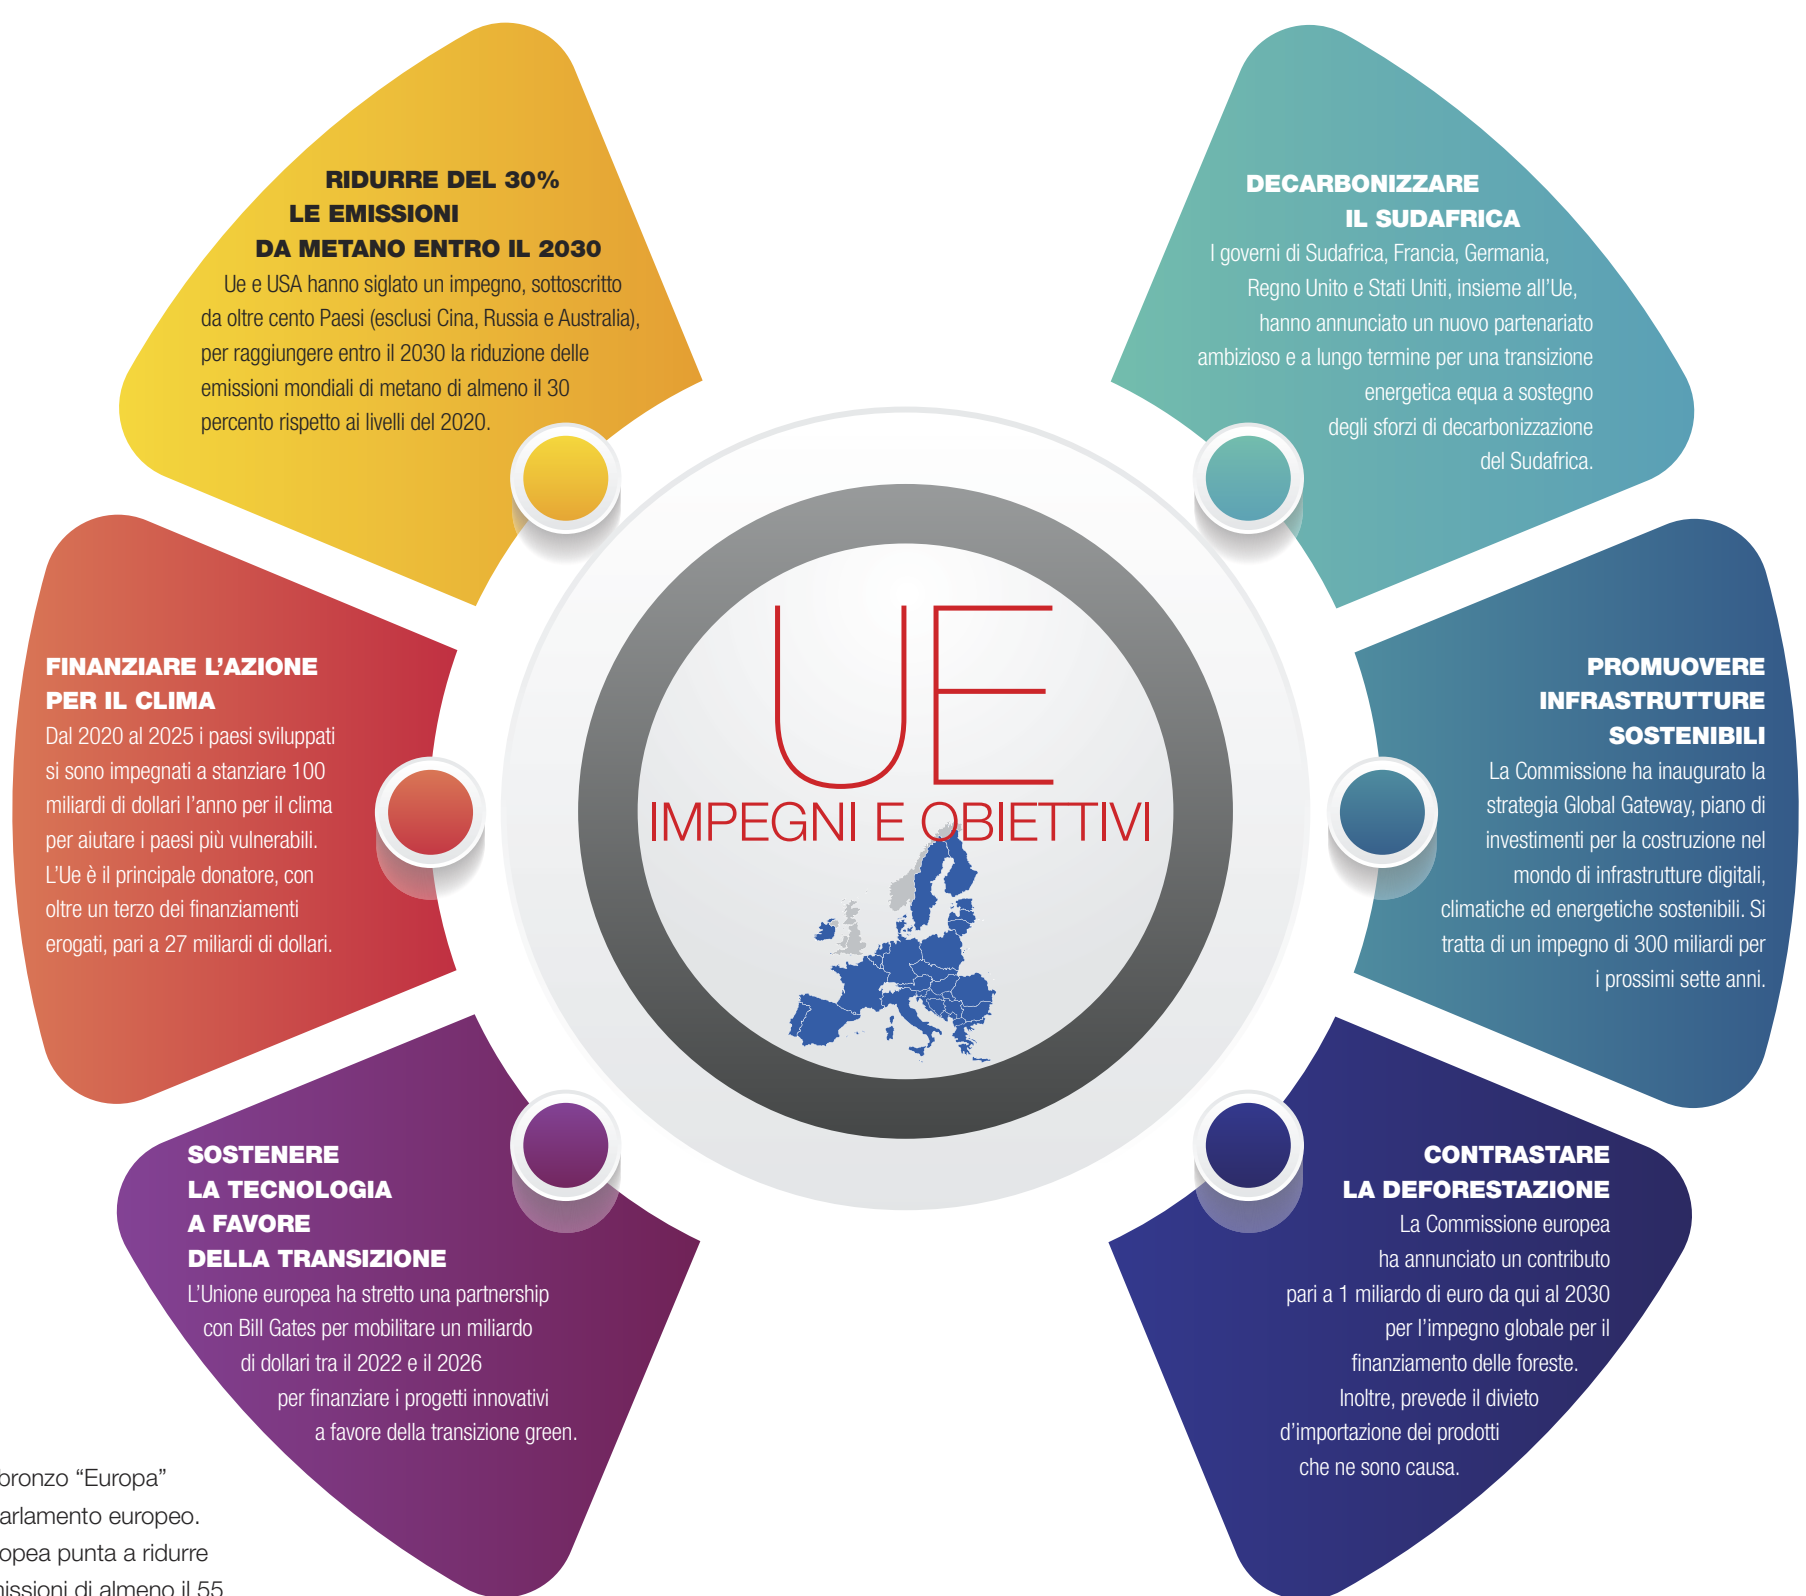 RIDURRE DEL 30%
LE EMISSIONI
DA METANO ENTRO IL 2030
Ue e USA hanno siglato un impegno, sottoscritto
da oltre cento Paesi (esclusi Cina, Russia e Australia),
per raggiungere entro il 2030 la riduzione delle
emissioni mondiali di metano di almeno il 30
percento rispetto ai livelli del 2020.
DECARBONIZZARE
IL SUDAFRICA
I governi di Sudafrica, Francia, Germania,
Regno Unito e Stati Uniti, insieme all’Ue,
hanno annunciato un nuovo partenariato
ambizioso e a lungo termine per una transizione
energetica equa a sostegno
degli sforzi di decarbonizzazione
del Sudafrica.
UE
IMPEGNI E OBIETTIVI
FINANZIARE L’AZIONE
PER IL CLIMA
Dal 2020 al 2025 i paesi sviluppati
si sono impegnati a stanziare 100
miliardi di dollari l’anno per il clima
per aiutare i paesi più vulnerabili.
L’Ue è il principale donatore, con
oltre un terzo dei finanziamenti
erogati, pari a 27 miliardi di dollari.
PROMUOVERE
INFRASTRUTTURE
SOSTENIBILI
La Commissione ha inaugurato la
strategia Global Gateway, piano di
investimenti per la costruzione nel
mondo di infrastrutture digitali,
climatiche ed energetiche sostenibili. Si
tratta di un impegno di 300 miliardi per
i prossimi sette anni.
SOSTENERE
LA TECNOLOGIA
A FAVORE
DELLA TRANSIZIONE
L’Unione europea ha stretto una partnership
con Bill Gates per mobilitare un miliardo
di dollari tra il 2022 e il 2026
per finanziare i progetti innovativi
a favore della transizione green.
CONTRASTARE
LA DEFORESTAZIONE
La Commissione europea
ha annunciato un contributo
pari a 1 miliardo di euro da qui al 2030
per l’impegno globale per il
finanziamento delle foreste.
Inoltre, prevede il divieto
d’importazione dei prodotti
che ne sono causa.
bronzo “Europa”
arlamento europeo.
opea punta a ridurre
issioni di almeno il 55